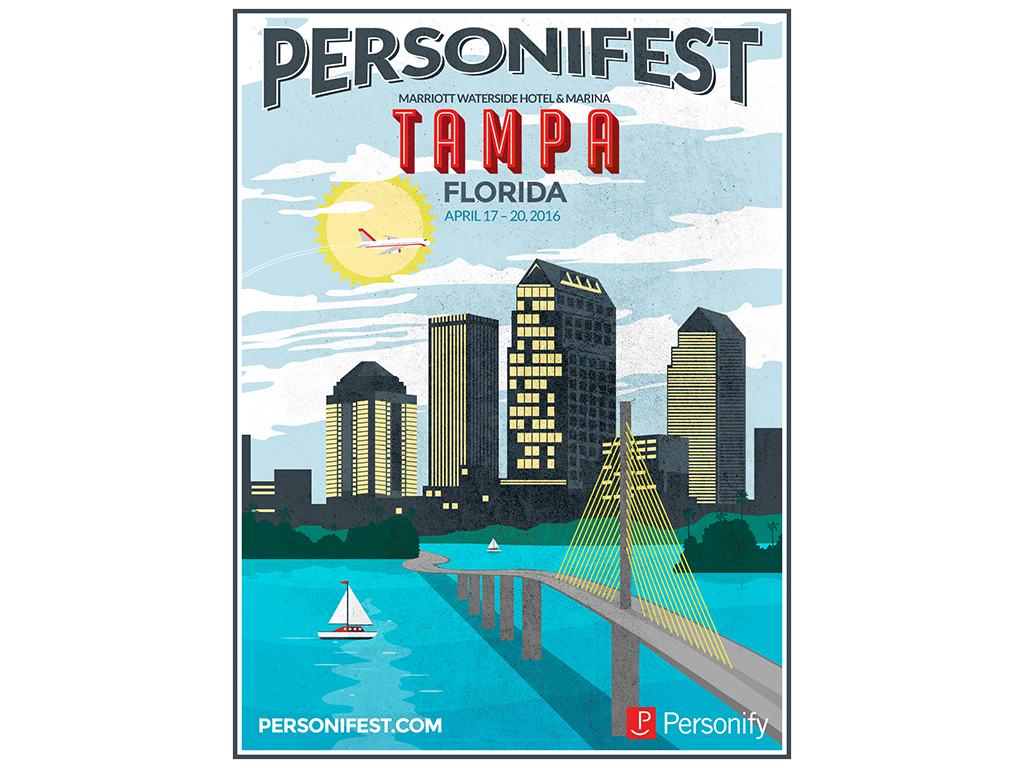 PERSONIFEST
MARRIOTT WATERSIDE HOTEL & MARINA
TAMPA
FLORIDA
APRIL 17 – 20, 2016
PERSONIFEST.COM
P Personify